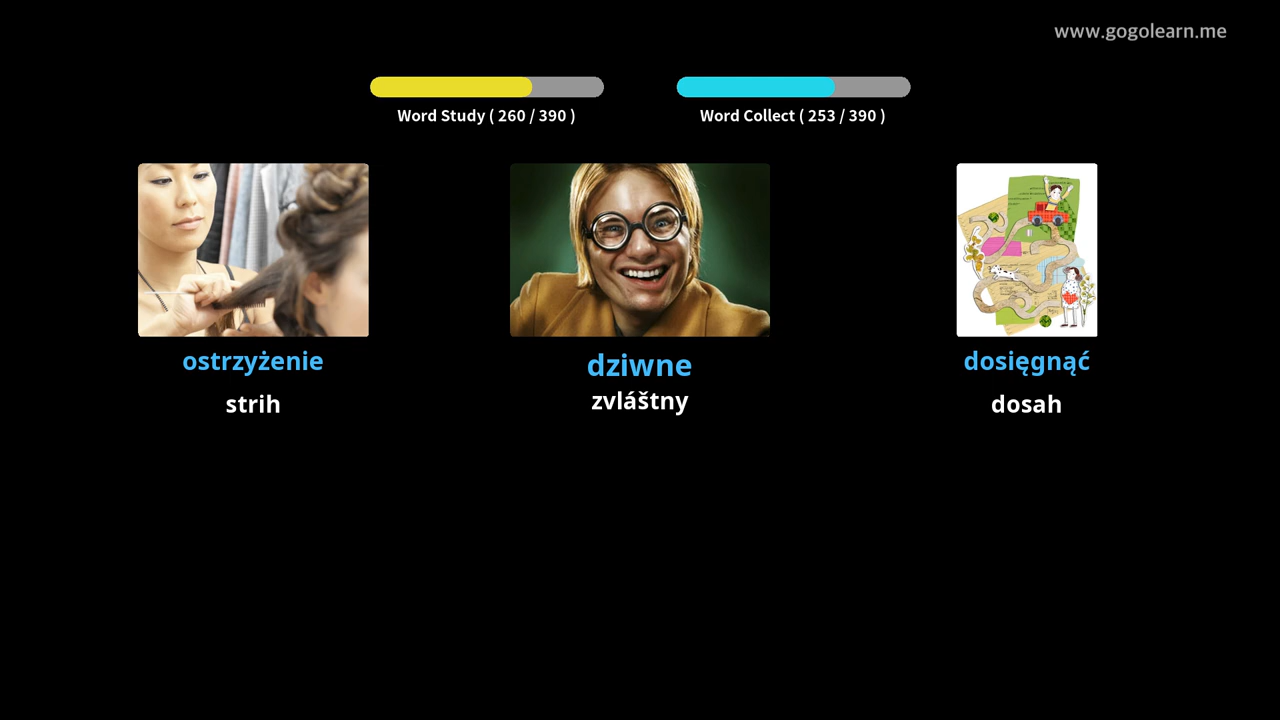 www.gogolearn.me
Word Study ( 260 / 390 )
Word Collect ( 253 / 390 )
ostrzyżenie
strih
dziwne
zvláštny
dosięgnąć
dosah